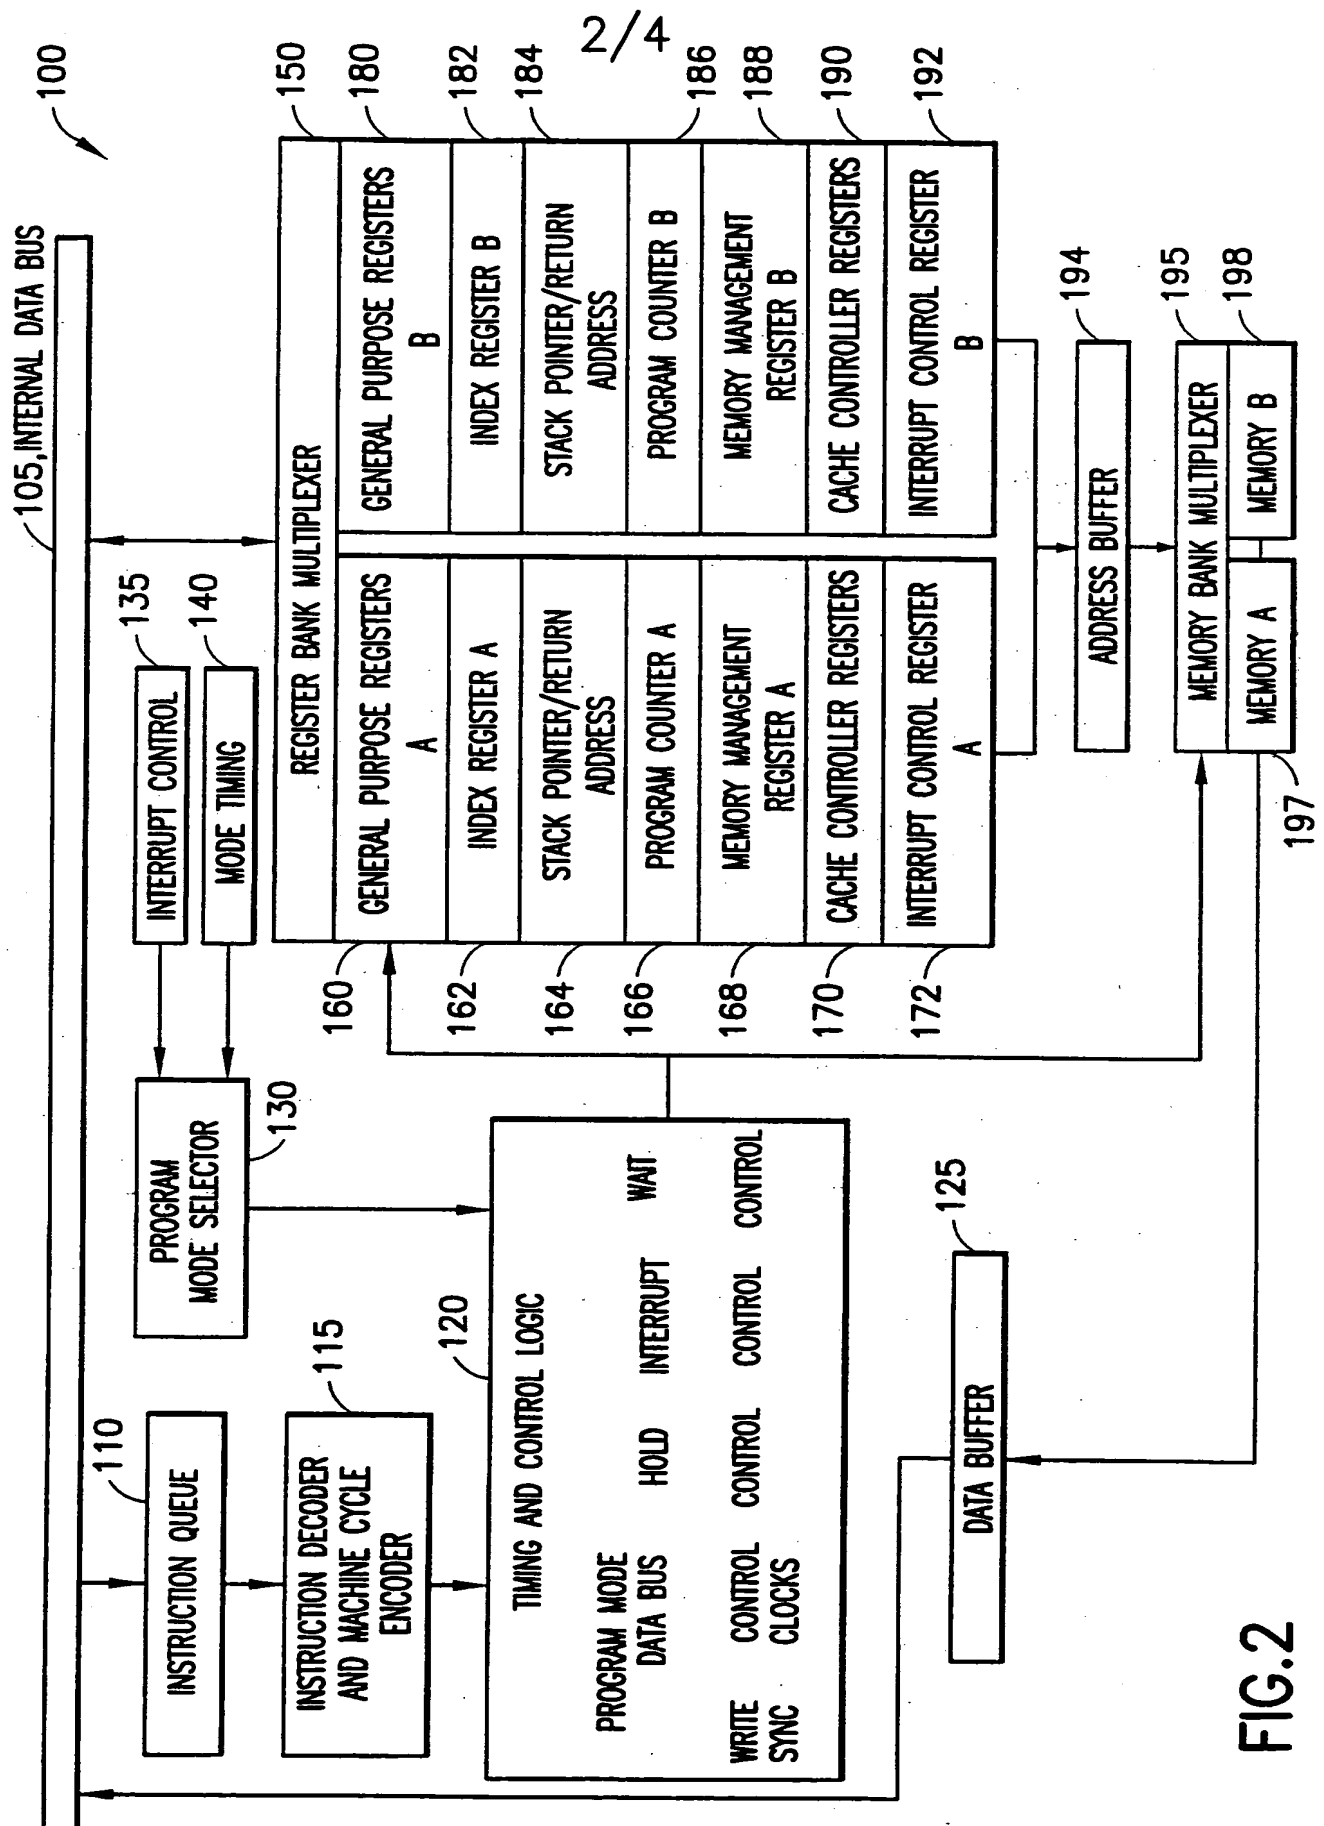 2/4
100
105,INTERNAL DATA BUS
110
INSTRUCTION QUEUE
115
INSTRUCTION DECODER
AND MACHINE CYCLE
ENCODER
PROGRAM
MODE SELECTOR
130
INTERRUPT CONTROL
135
MODE TIMING
140
120
TIMING AND CONTROL LOGIC
PROGRAM MODE
DATA BUS HOLD INTERRUPT WAIT
WRITE CONTROL CONTROL CONTROL CONTROL
SYNC CLOCKS
125
DATA BUFFER
150
REGISTER BANK MULTIPLEXER
160
GENERAL PURPOSE REGISTERS
A
162
INDEX REGISTER A
164
STACK POINTER/RETURN
ADDRESS
166
PROGRAM COUNTER A
168
MEMORY MANAGEMENT
REGISTER A
170
CACHE CONTROLLER REGISTERS
172
INTERRUPT CONTROL REGISTER
A
180
GENERAL PURPOSE REGISTERS
B
182
INDEX REGISTER B
184
STACK POINTER/RETURN
ADDRESS
186
PROGRAM COUNTER B
188
MEMORY MANAGEMENT
REGISTER B
190
CACHE CONTROLLER REGISTERS
192
INTERRUPT CONTROL REGISTER
B
194
ADDRESS BUFFER
195
MEMORY BANK MULTIPLEXER
197
MEMORY A
198
MEMORY B
FIG.2